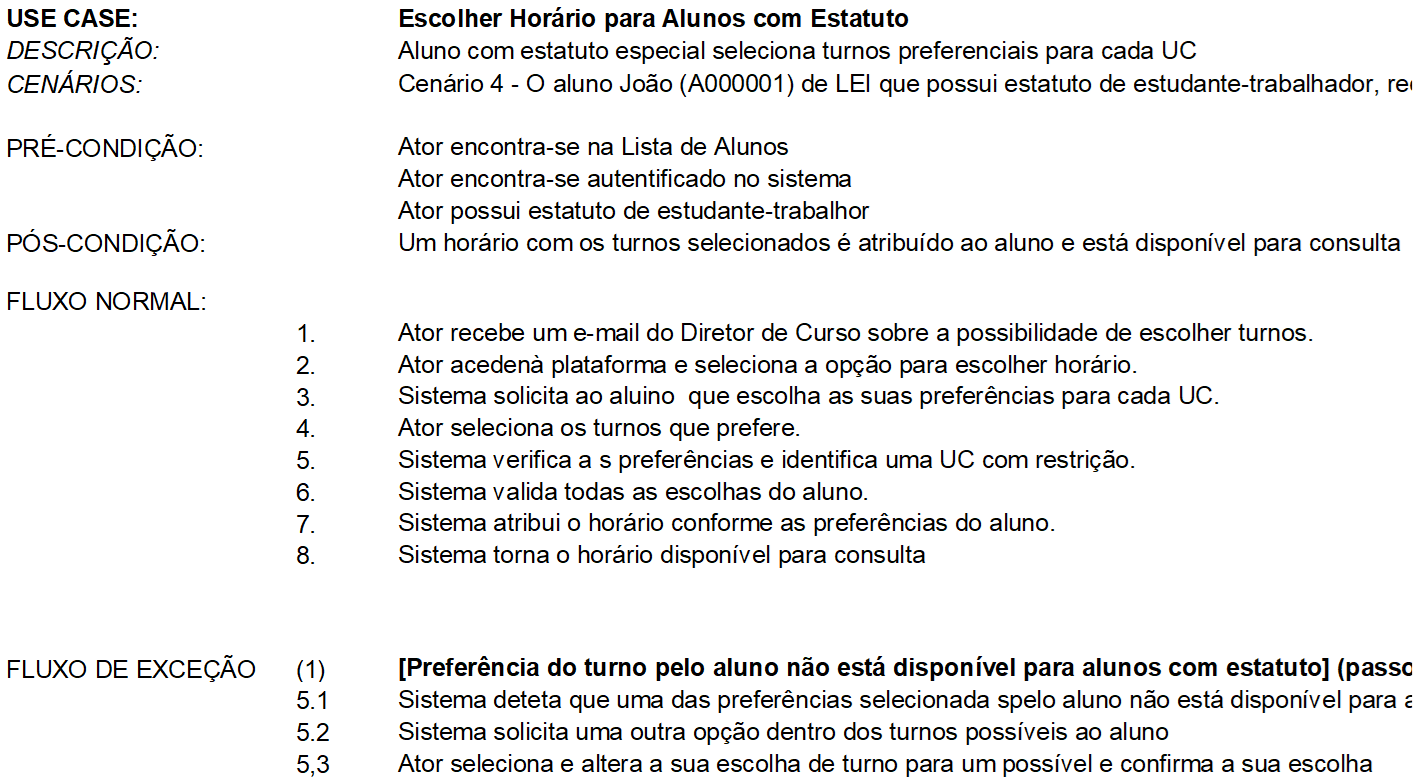 USE CASE: Escolher Horário para Alunos com Estatuto
DESCRIÇÃO: Aluno com estatuto especial seleciona turnos preferenciais para cada UC
CENÁRIOS: Cenário 4 - O aluno João (A000001) de LEI que possui estatuto de estudante-trabalhador,
PRÉ-CONDIÇÃO: Ator encontra-se na Lista de Alunos
Ator encontra-se autentificado no sistema
Ator possui estatuto de estudante-trabalhor
PÓS-CONDIÇÃO: Um horário com os turnos selecionados é atribuído ao aluno e está disponível para consulta
FLUXO NORMAL:
1. Ator recebe um e-mail do Diretor de Curso sobre a possibilidade de escolher turnos.
2. Ator acedenà plataforma e seleciona a opção para escolher horário.
3. Sistema solicita ao aluino que escolha as suas preferências para cada UC.
4. Ator seleciona os turnos que prefere.
5. Sistema verifica a s preferências e identifica uma UC com restrição.
6. Sistema valida todas as escolhas do aluno.
7. Sistema atribui o horário conforme as preferências do aluno.
8. Sistema torna o horário disponível para consulta
FLUXO DE EXCEÇÃO (1) [Preferência do turno pelo aluno não está disponível para alunos com estatuto] (passo
5.1 Sistema deteta que uma das preferências selecionada spelo aluno não está disponível para
5.2 Sistema solicita uma outra opção dentro dos turnos possíveis ao aluno
5,3 Ator seleciona e altera a sua escolha de turno para um possível e confirma a sua escolha